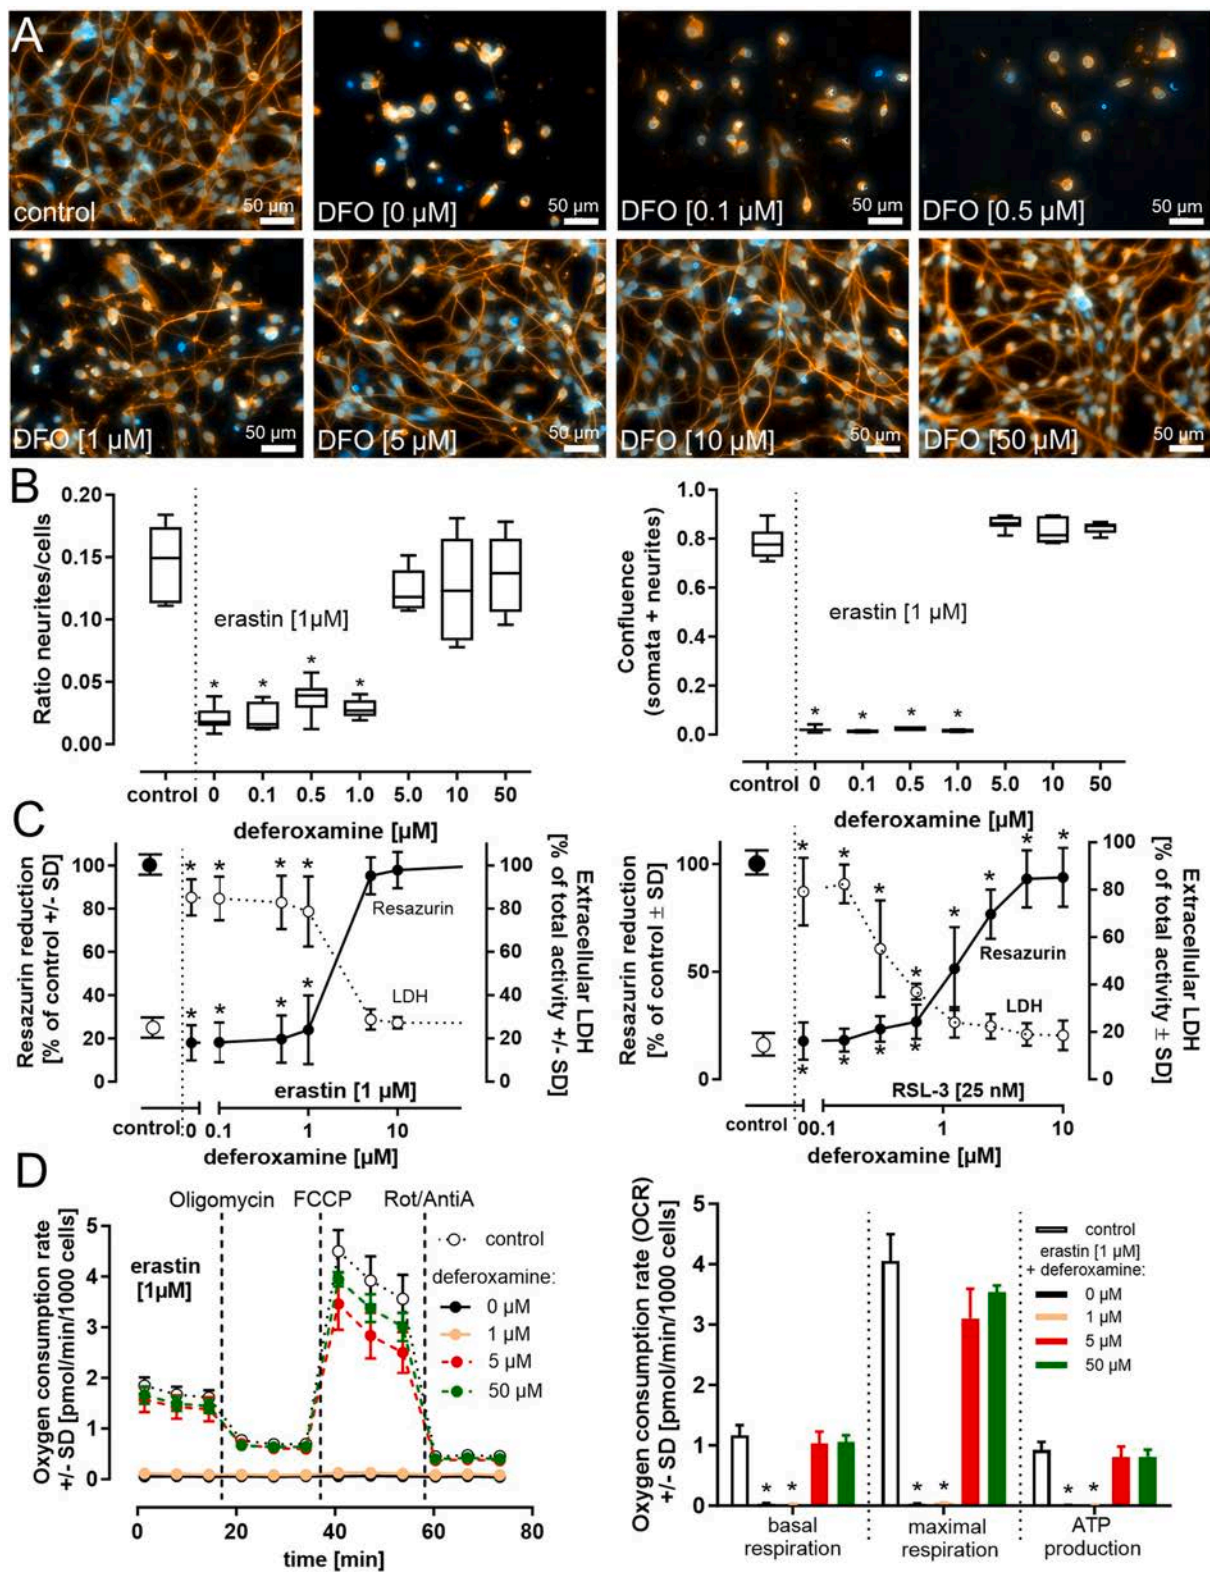 A
control
50 µm
DFO [0 µM]
50 µm
DFO [0.1 µM]
50 µm
DFO [0.5 µM]
50 µm
DFO [1 µM]
50 µm
DFO [5 µM]
50 µm
DFO [10 µM]
50 µm
DFO [50 µM]
50 µm
B
Ratio neurites/cells
0.20
0.15
0.10
0.05
0.00
erastin [1µM]
* * * *
control 0 0.1 0.5 1.0 5.0 10 50
deferoxamine [µM]
Confluence
(somata + neurites)
1.0
0.8
0.6
0.4
0.2
0.0
erastin [1 µM]
* * * *
control 0 0.1 0.5 1.0 5.0 10 50
deferoxamine [µM]
C
Resazurin reduction
[% of control +/- SD]
100
80
60
40
20
0
* * * *
* * * *
Resazurin
LDH
erastin [1 µM]
100
80
60
40
20
0
Extracellular LDH
[% of total activity +/- SD]
control 0 0.1 1 10
deferoxamine [µM]
Resazurin reduction
[% of control ± SD]
100
50
0
* * * *
* * * * * * * *
Resazurin
LDH
RSL-3 [25 nM]
100
80
60
40
20
0
Extracellular LDH
[% of total activity ± SD]
control 0 0.1 1 10
deferoxamine [µM]
D
Oligomycin FCCP Rot/AntiA
Oxygen consumption rate
+/- SD [pmol/min/1000 cells]
5
4
3
2
1
0
erastin
[1µM]
control
deferoxamine:
0 µM
1 µM
5 µM
50 µM
0 20 40 60 80
time [min]
Oxygen consumption rate (OCR)
+/- SD [pmol/min/1000 cells]
5
4
3
2
1
0
control
erastin [1 µM]
+ deferoxamine:
0 µM
1 µM
5 µM
50 µM
* * * * * *
basal
respiration
maximal
respiration
ATP
production